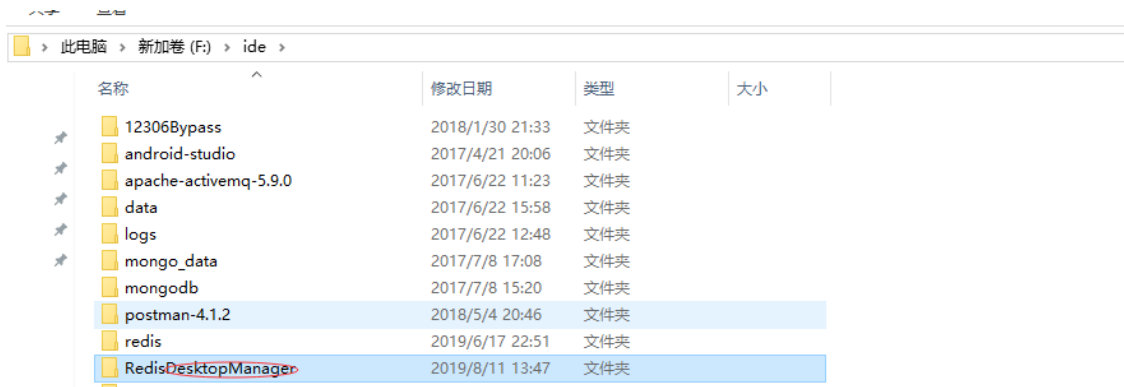 此电脑 > 新加卷 (F:) > ide >
名称 修改日期 类型 大小
12306Bypass 2018/1/30 21:33 文件夹
android-studio 2017/4/21 20:06 文件夹
apache-activemq-5.9.0 2017/6/22 11:23 文件夹
data 2017/6/22 15:58 文件夹
logs 2017/6/22 12:48 文件夹
mongo_data 2017/7/8 17:08 文件夹
mongodb 2017/7/8 15:20 文件夹
postman-4.1.2 2018/5/4 20:46 文件夹
redis 2019/6/17 22:51 文件夹
RedisDesktopManager 2019/8/11 13:47 文件夹